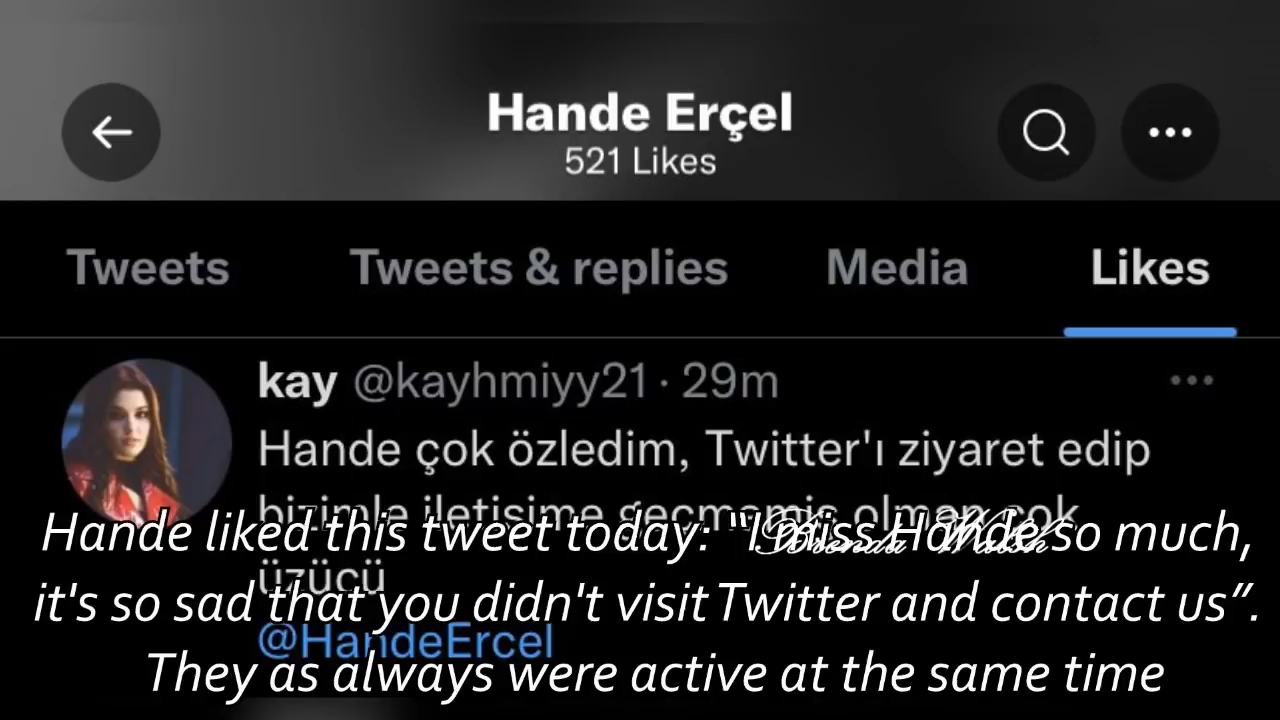 Hande Erçel
521 Likes
Tweets Tweets & replies Media Likes
kay @kayhmiyy21 · 29m
Hande çok özledim, Twitter'ı ziyaret edip
bizimle iletişime geçmemiş olman çok
üzücü
@HandeErcel
Brenda Walsh
Hande liked this tweet today: “I miss Hande so much,
it's so sad that you didn't visit Twitter and contact us”.
They as always were active at the same time